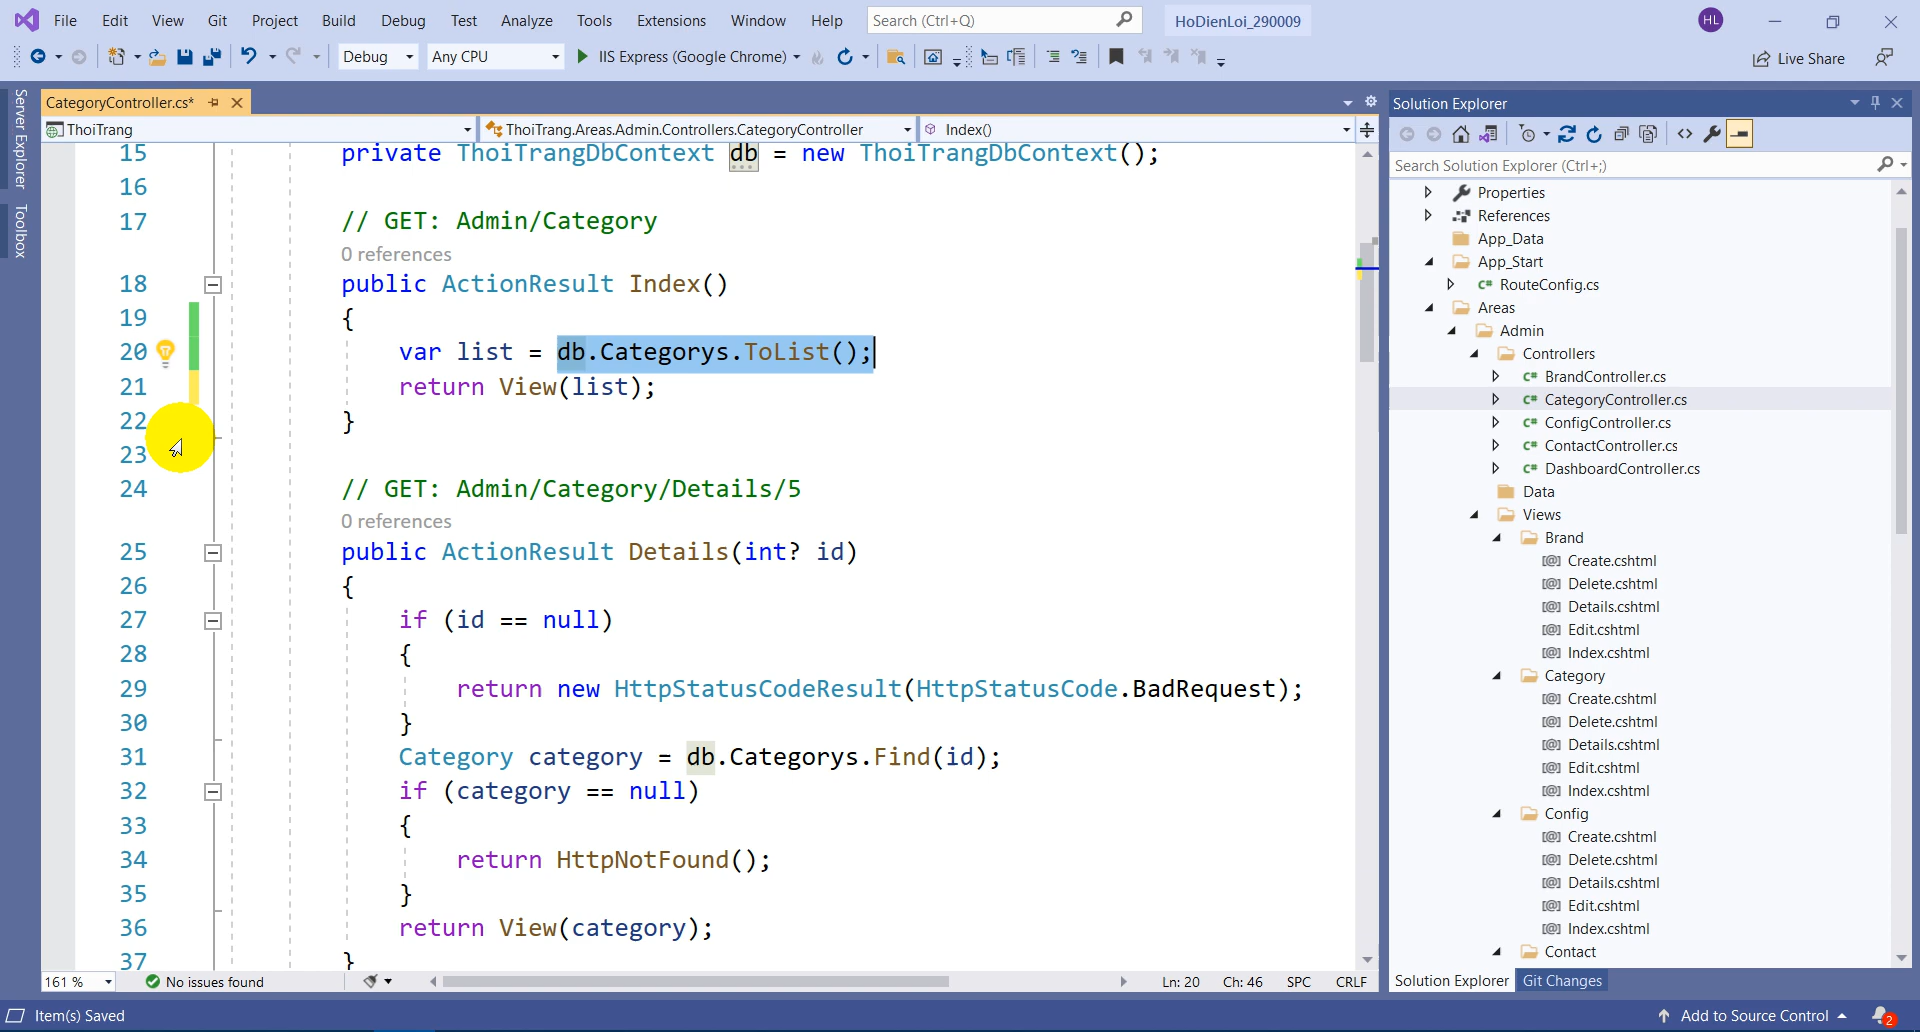 File Edit View Git Project Build Debug Test Analyze Tools Extensions Window Help Search (Ctrl+Q) HoDienLoi_290009 HL
Debug Any CPU IIS Express (Google Chrome) Live Share
Server Explorer
Toolbox
CategoryController.cs*
ThoiTrang ThoiTrang.Areas.Admin.Controllers.CategoryController Index()
15 private ThoiTrangDbContext db = new ThoiTrangDbContext();
16
17 // GET: Admin/Category
0 references
18 public ActionResult Index()
19 {
20 var list = db.Categorys.ToList();
21 return View(list);
22 }
23
24 // GET: Admin/Category/Details/5
0 references
25 public ActionResult Details(int? id)
26 {
27 if (id == null)
28 {
29 return new HttpStatusCodeResult(HttpStatusCode.BadRequest);
30 }
31 Category category = db.Categorys.Find(id);
32 if (category == null)
33 {
34 return HttpNotFound();
35 }
36 return View(category);
37 }
161 % No issues found Ln: 20 Ch: 46 SPC CRLF
Solution Explorer
Search Solution Explorer (Ctrl+;)
Properties
References
App_Data
App_Start
C# RouteConfig.cs
Areas
Admin
Controllers
C# BrandController.cs
C# CategoryController.cs
C# ConfigController.cs
C# ContactController.cs
C# DashboardController.cs
Data
Views
Brand
Create.cshtml
Delete.cshtml
Details.cshtml
Edit.cshtml
Index.cshtml
Category
Create.cshtml
Delete.cshtml
Details.cshtml
Edit.cshtml
Index.cshtml
Config
Create.cshtml
Delete.cshtml
Details.cshtml
Edit.cshtml
Index.cshtml
Contact
Solution Explorer Git Changes
Item(s) Saved Add to Source Control 2